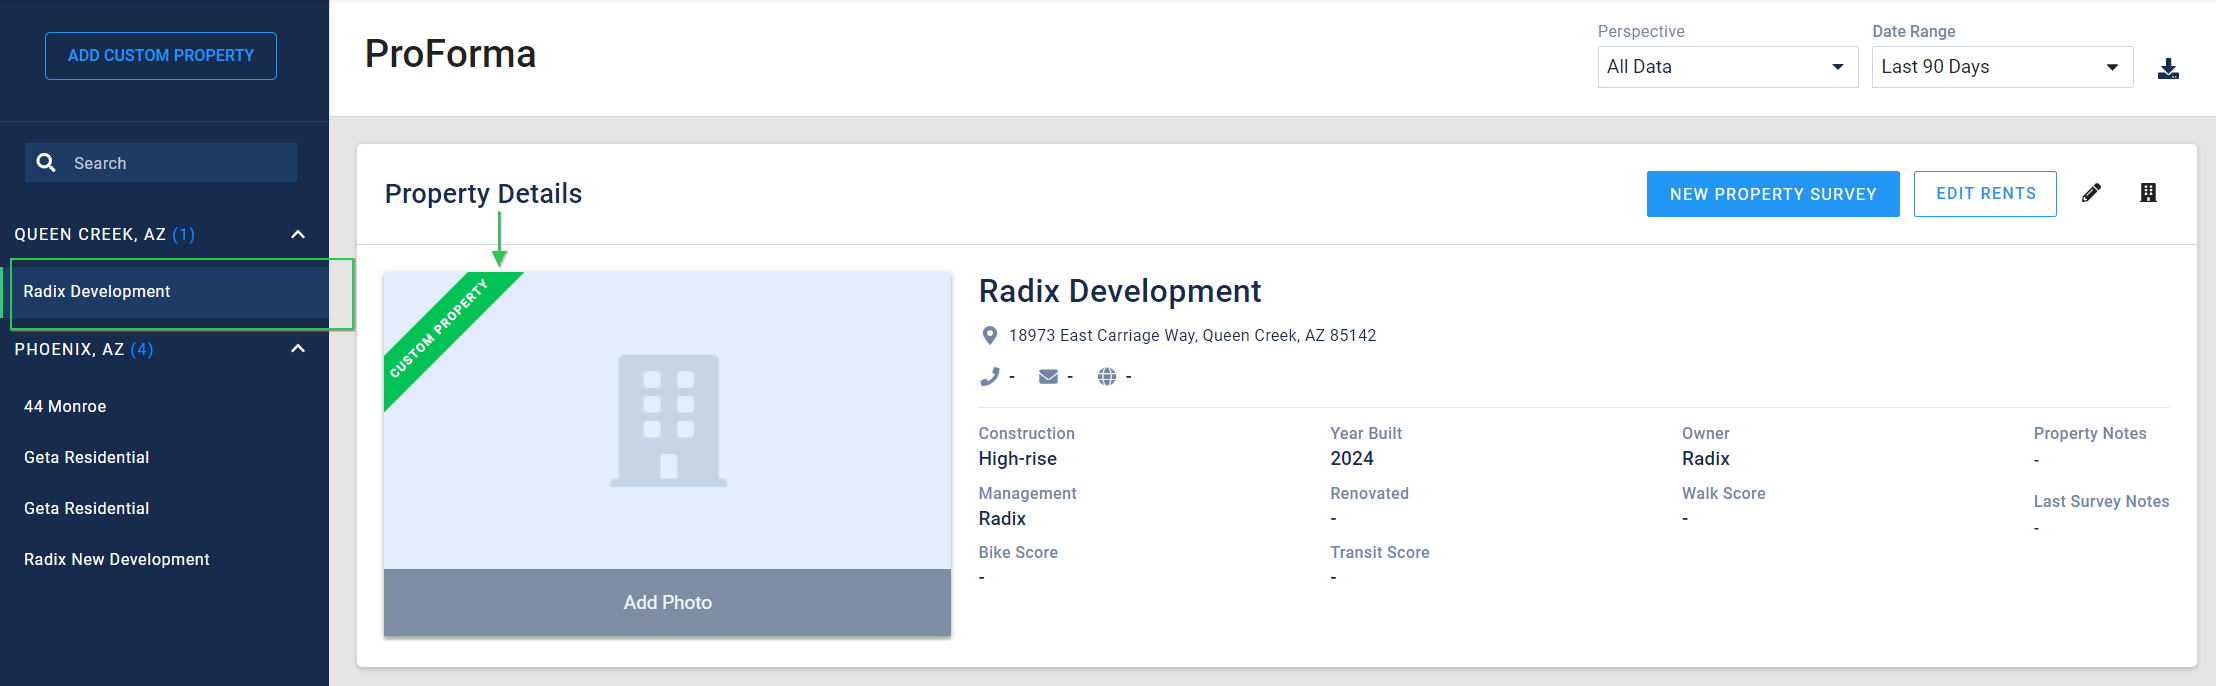 ADD CUSTOM PROPERTY
Search
QUEEN CREEK, AZ (1)
Radix Development
PHOENIX, AZ (4)
44 Monroe
Geta Residential
Geta Residential
Radix New Development
ProForma
Perspective
All Data
Date Range
Last 90 Days
Property Details
NEW PROPERTY SURVEY
EDIT RENTS
CUSTOM PROPERTY
Add Photo
Radix Development
18973 East Carriage Way, Queen Creek, AZ 85142
- - -
Construction
High-rise
Year Built
2024
Owner
Radix
Property Notes
-
Management
Radix
Renovated
-
Walk Score
-
Last Survey Notes
-
Bike Score
-
Transit Score
-